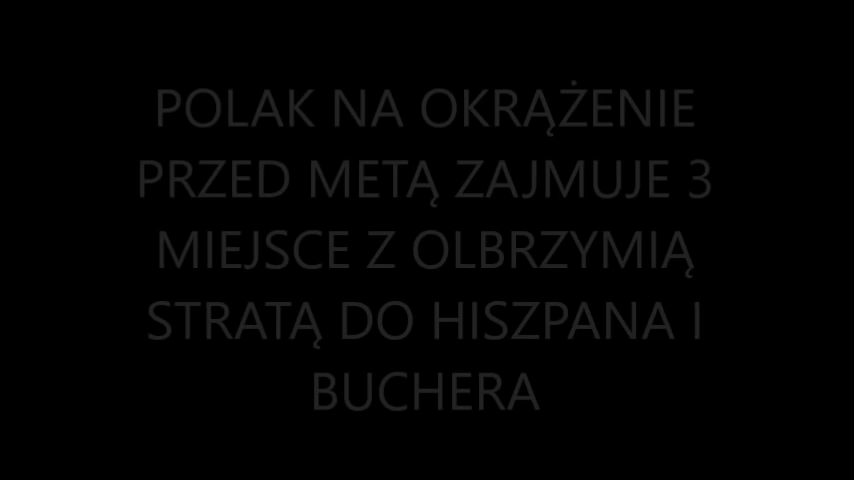 POLAK NA OKRĄŻENIE
PRZED METĄ ZAJMUJE 3
MIEJSCE Z OLBRZYMIĄ
STRATĄ DO HISZPANA I
BUCHERA